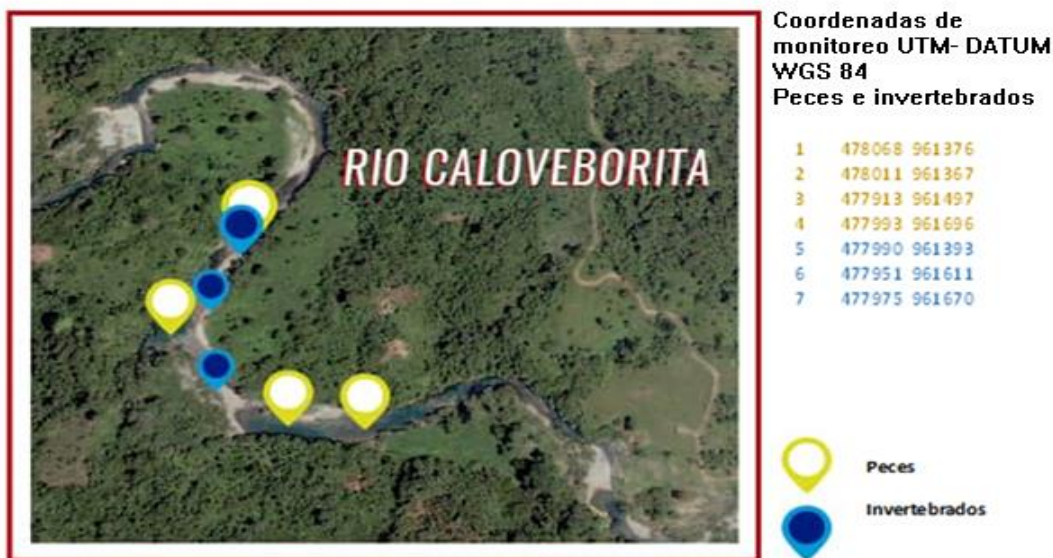 Coordenadas de
monitoreo UTM- DATUM
WGS 84
Peces e invertebrados
RIO CALOVEBORITA
1 478068 961376
2 478011 961367
3 477913 961497
4 477993 961696
5 477990 961393
6 477951 961611
7 477975 961670
Peces
Invertebrados